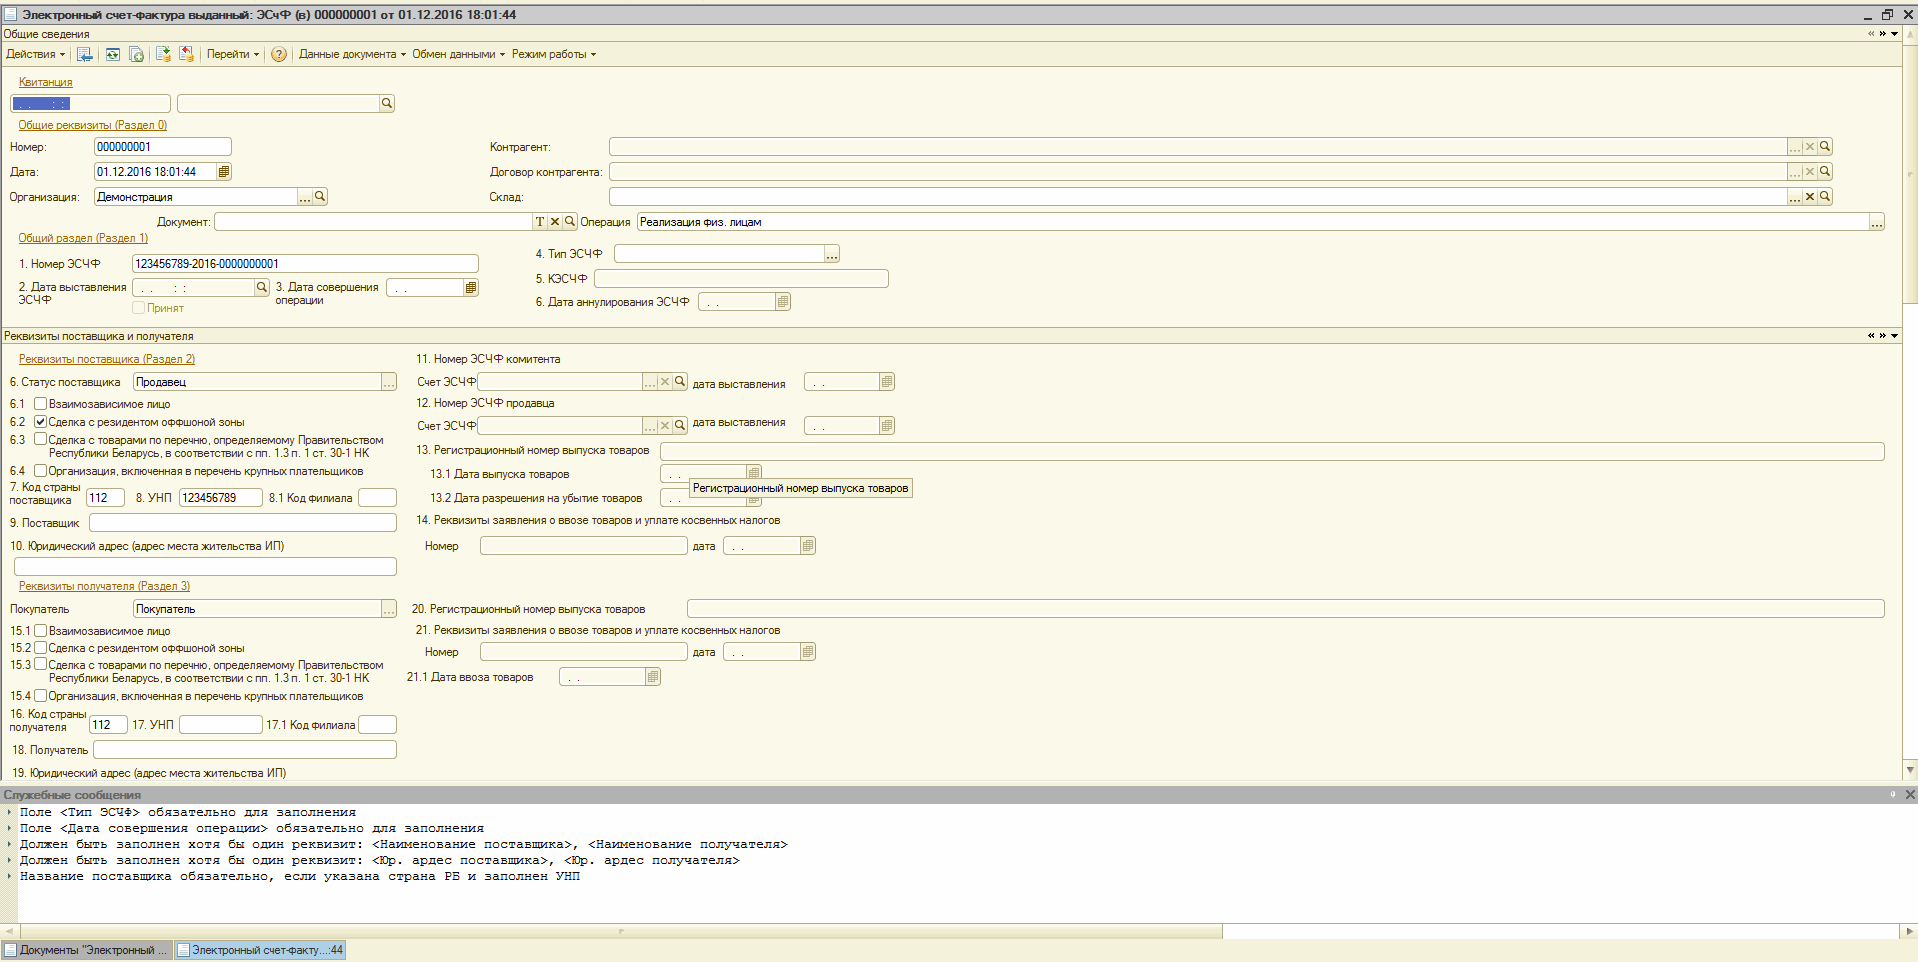 Электронный счет-фактура выданный: ЭСчФ (в) 000000001 от 01.12.2016 18:01:44
Общие сведения
Действия Перейти ? Данные документа Обмен данными Режим работы
Квитанция
. . : :
Общие реквизиты (Раздел 0)
Номер: 000000001 Контрагент:
Дата: 01.12.2016 18:01:44 Договор контрагента:
Организация: Демонстрация ... Склад:
Документ: T Операция Реализация физ. лицам ...
Общий раздел (Раздел 1)
4. Тип ЭСЧФ ...
1. Номер ЭСЧФ 123456789-2016-0000000001
5. КЭСЧФ
2. Дата выставления ЭСЧФ . . : : 3. Дата совершения операции . .
6. Дата аннулирования ЭСЧФ . .
Принят
Реквизиты поставщика и получателя
Реквизиты поставщика (Раздел 2) 11. Номер ЭСЧФ комитента
6. Статус поставщика Продавец ... Счет ЭСЧФ ... дата выставления . .
6.1 Взаимозависимое лицо 12. Номер ЭСЧФ продавца
6.2 Сделка с резидентом оффшоной зоны Счет ЭСЧФ ... дата выставления . .
6.3 Сделка с товарами по перечню, определяемому Правительством
Республики Беларусь, в соответствии с пп. 1.3 п. 1 ст. 30-1 НК
13. Регистрационный номер выпуска товаров
6.4 Организация, включенная в перечень крупных плательщиков 13.1 Дата выпуска товаров . .
Регистрационный номер выпуска товаров
7. Код страны поставщика 112 8. УНП 123456789 8.1 Код филиала 13.2 Дата разрешения на убытие товаров . .
9. Поставщик 14. Реквизиты заявления о ввозе товаров и уплате косвенных налогов
10. Юридический адрес (адрес места жительства ИП) Номер дата . .
Реквизиты получателя (Раздел 3)
Покупатель Покупатель ... 20. Регистрационный номер выпуска товаров
15.1 Взаимозависимое лицо 21. Реквизиты заявления о ввозе товаров и уплате косвенных налогов
15.2 Сделка с резидентом оффшоной зоны Номер дата . .
15.3 Сделка с товарами по перечню, определяемому Правительством
Республики Беларусь, в соответствии с пп. 1.3 п. 1 ст. 30-1 НК
21.1 Дата ввоза товаров . .
15.4 Организация, включенная в перечень крупных плательщиков
16. Код страны получателя 112 17. УНП 17.1 Код филиала
18. Получатель
19. Юридический адрес (адрес места жительства ИП)
Служебные сообщения
Поле <Тип ЭСЧФ> обязательно для заполнения
Поле <Дата совершения операции> обязательно для заполнения
Должен быть заполнен хотя бы один реквизит: <Наименование поставщика>, <Наименование получателя>
Должен быть заполнен хотя бы один реквизит: <Юр. ардес поставщика>, <Юр. ардес получателя>
Название поставщика обязательно, если указана страна РБ и заполнен УНП
Документы "Электронный ... Электронный счет-факту...:44